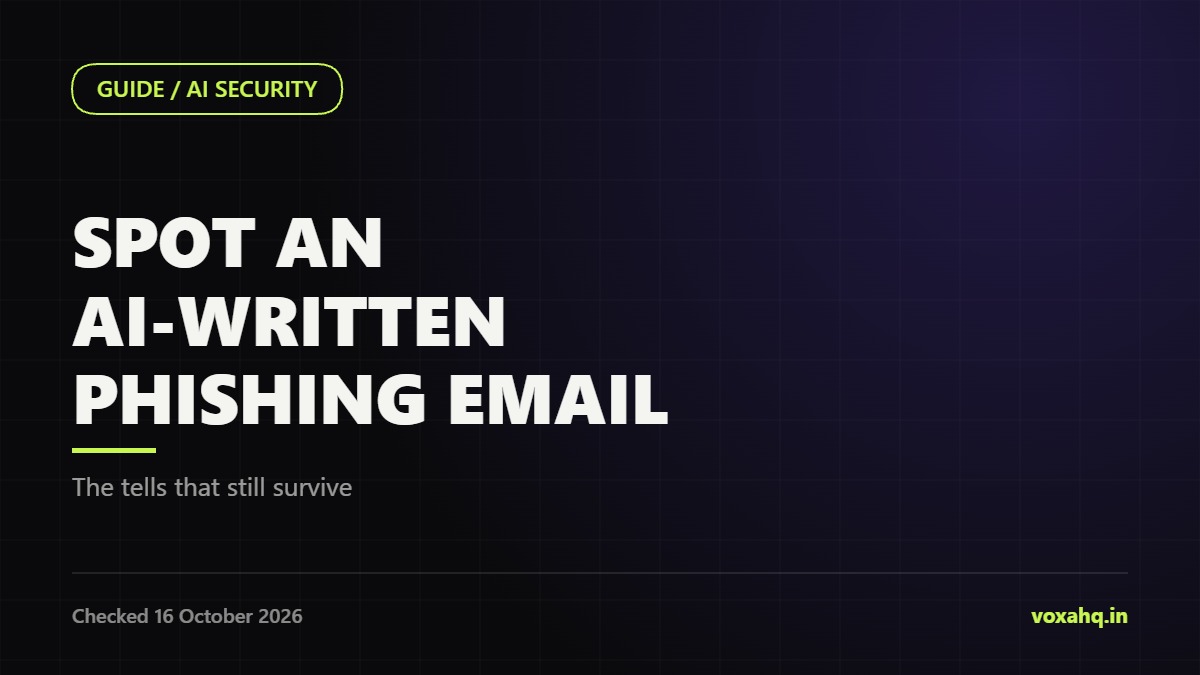 GUIDE / AI SECURITY
SPOT AN
AI-WRITTEN
PHISHING EMAIL
The tells that still survive
Checked 16 October 2026
voxahq.in